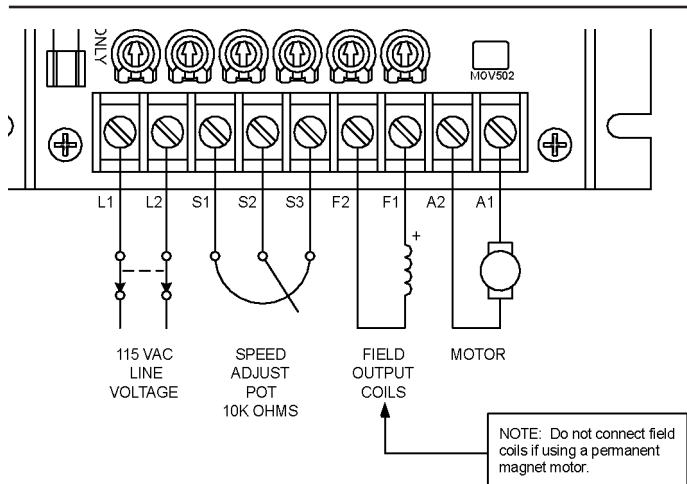 ONLY
MOV502
L1 L2 S1 S2 S3 F2 F1 A2 A1
+
115 VAC
LINE
VOLTAGE
SPEED
ADJUST
POT
10K OHMS
FIELD
OUTPUT
COILS
MOTOR
NOTE: Do not connect field
coils if using a permanent
magnet motor.